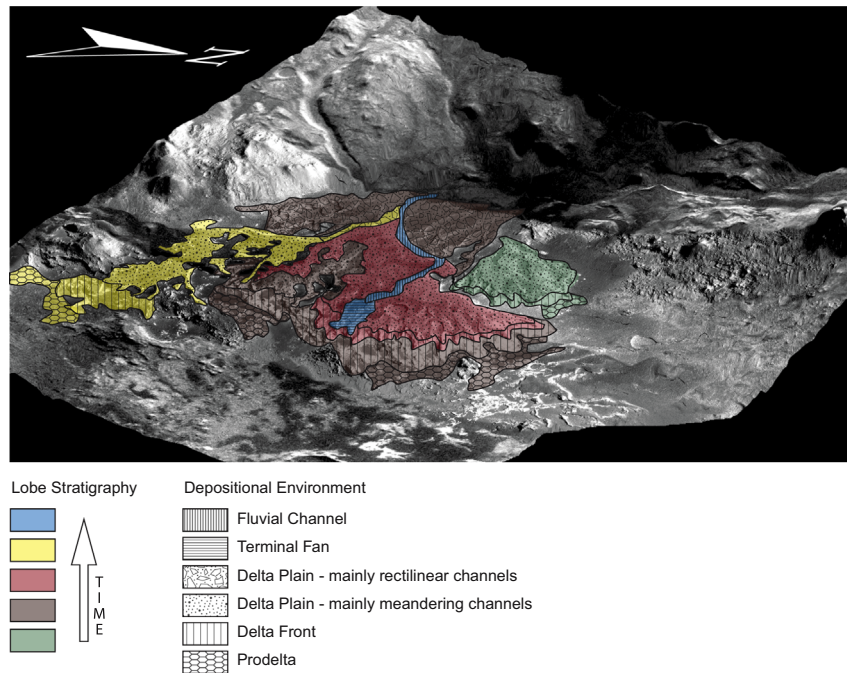 N
Lobe Stratigraphy
Depositional Environment
Fluvial Channel
Terminal Fan
Delta Plain - mainly rectilinear channels
Delta Plain - mainly meandering channels
Delta Front
Prodelta
TIME